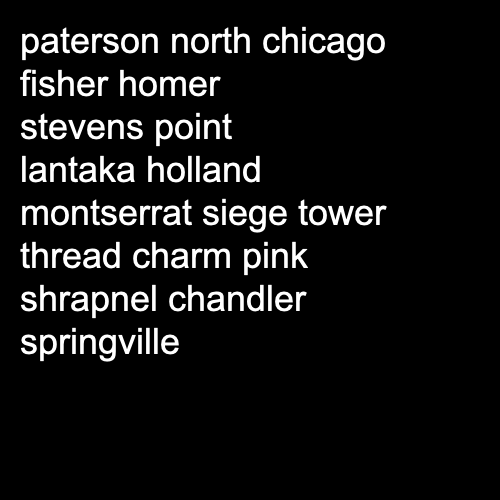 paterson north chicago
fisher homer
stevens point
lantaka holland
montserrat siege tower
thread charm pink
shrapnel chandler
springville